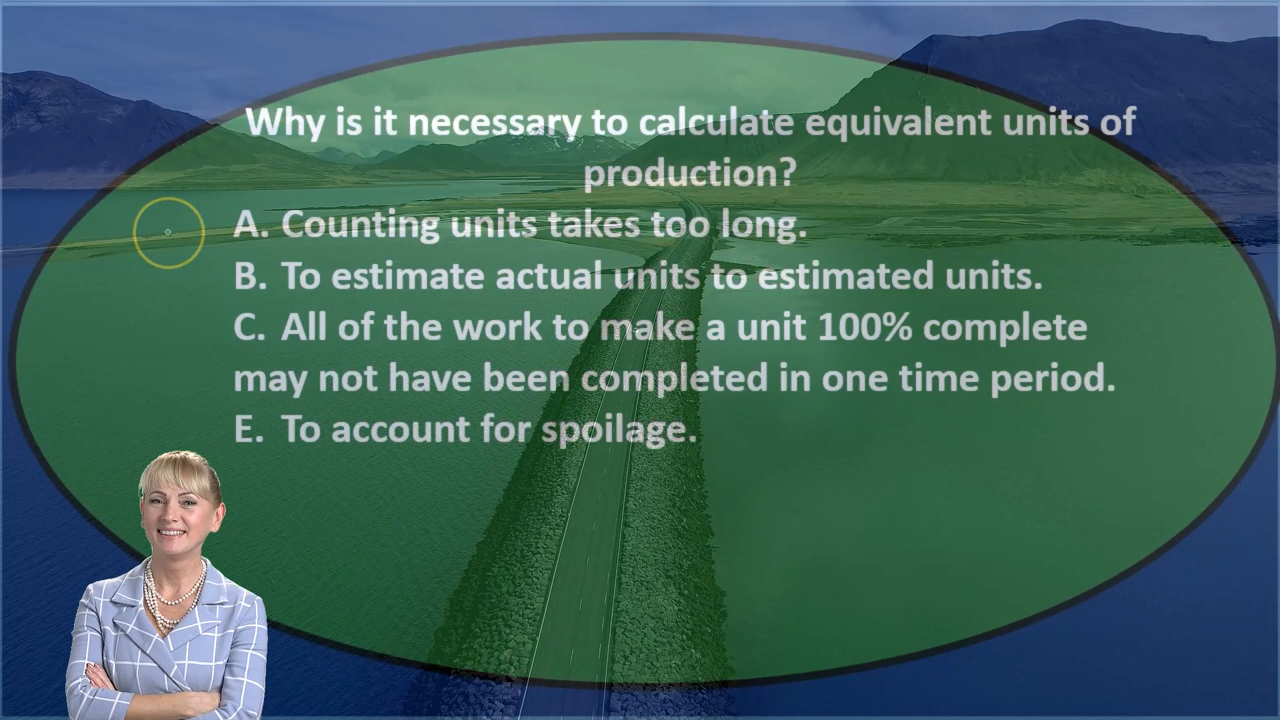 Why is it necessary to calculate equivalent units of
production?
A. Counting units takes too long.
B. To estimate actual units to estimated units.
C. All of the work to make a unit 100% complete
may not have been completed in one time period.
E. To account for spoilage.